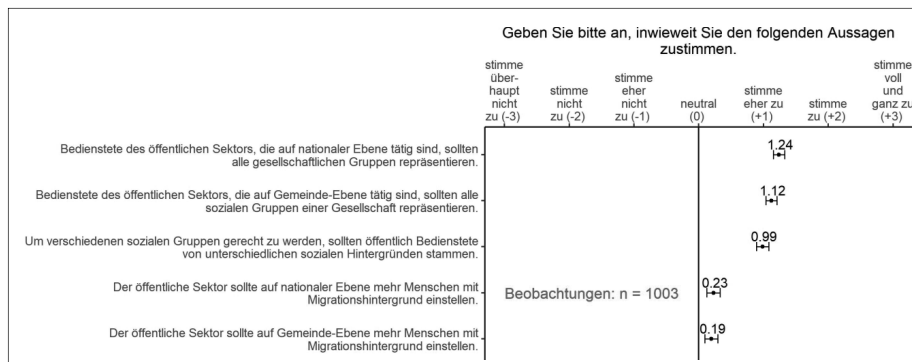 Geben Sie bitte an, inwieweit Sie den folgenden Aussagen
zustimmen.
stimme
über-
haupt
nicht
zu (-3)
stimme
nicht
zu (-2)
stimme
eher
nicht
zu (-1)
neutral
(0)
stimme
eher zu
(+1)
stimme
zu (+2)
stimme
voll
und
ganz zu
(+3)
Bedienstete des öffentlichen Sektors, die auf nationaler Ebene tätig sind, sollten
alle gesellschaftlichen Gruppen repräsentieren.
1.24
Bedienstete des öffentlichen Sektors, die auf Gemeinde-Ebene tätig sind, sollten alle
sozialen Gruppen einer Gesellschaft repräsentieren.
1.12
Um verschiedenen sozialen Gruppen gerecht zu werden, sollten öffentlich Bedienstete
von unterschiedlichen sozialen Hintergründen stammen.
0.99
Der öffentliche Sektor sollte auf nationaler Ebene mehr Menschen mit
Migrationshintergrund einstellen.
Beobachtungen: n = 1003
0.23
Der öffentliche Sektor sollte auf Gemeinde-Ebene mehr Menschen mit
Migrationshintergrund einstellen.
0.19